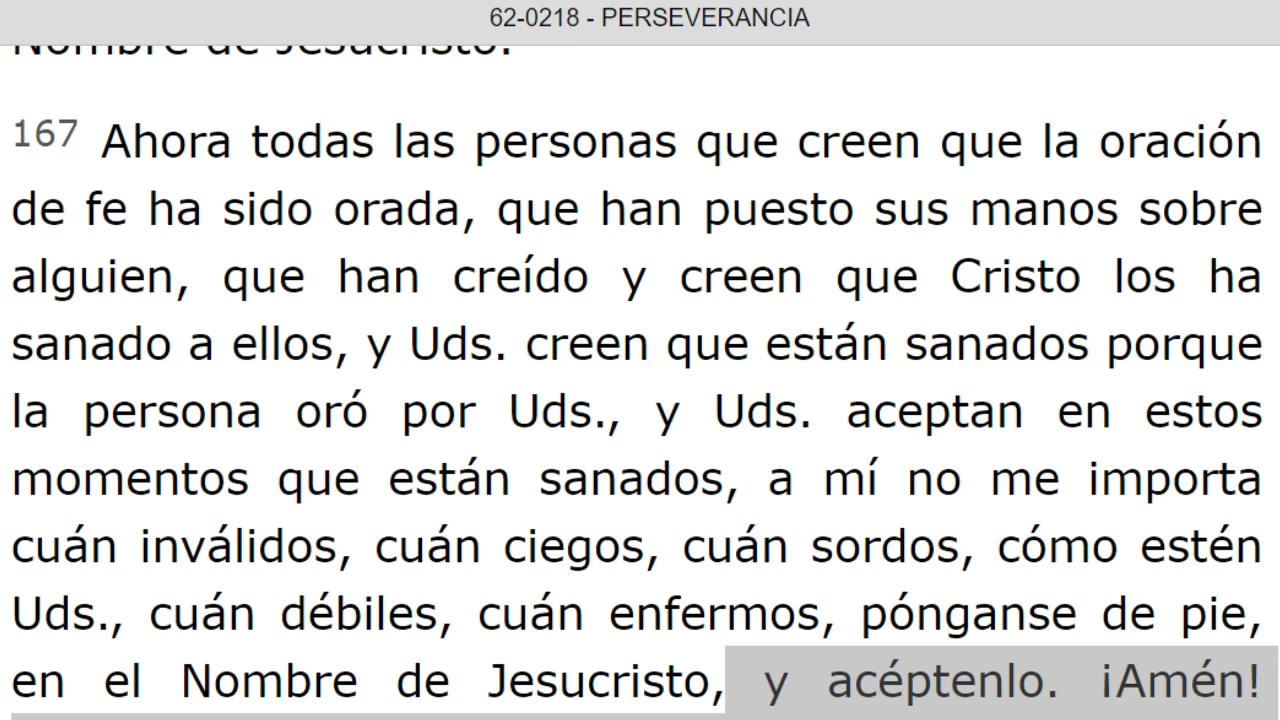 62-0218 - PERSEVERANCIA
Nombre de Jesucristo.
167 Ahora todas las personas que creen que la oración
de fe ha sido orada, que han puesto sus manos sobre
alguien, que han creído y creen que Cristo los ha
sanado a ellos, y Uds. creen que están sanados porque
la persona oró por Uds., y Uds. aceptan en estos
momentos que están sanados, a mí no me importa
cuán inválidos, cuán ciegos, cuán sordos, cómo estén
Uds., cuán débiles, cuán enfermos, pónganse de pie,
en el Nombre de Jesucristo, y acéptenlo. ¡Amén!